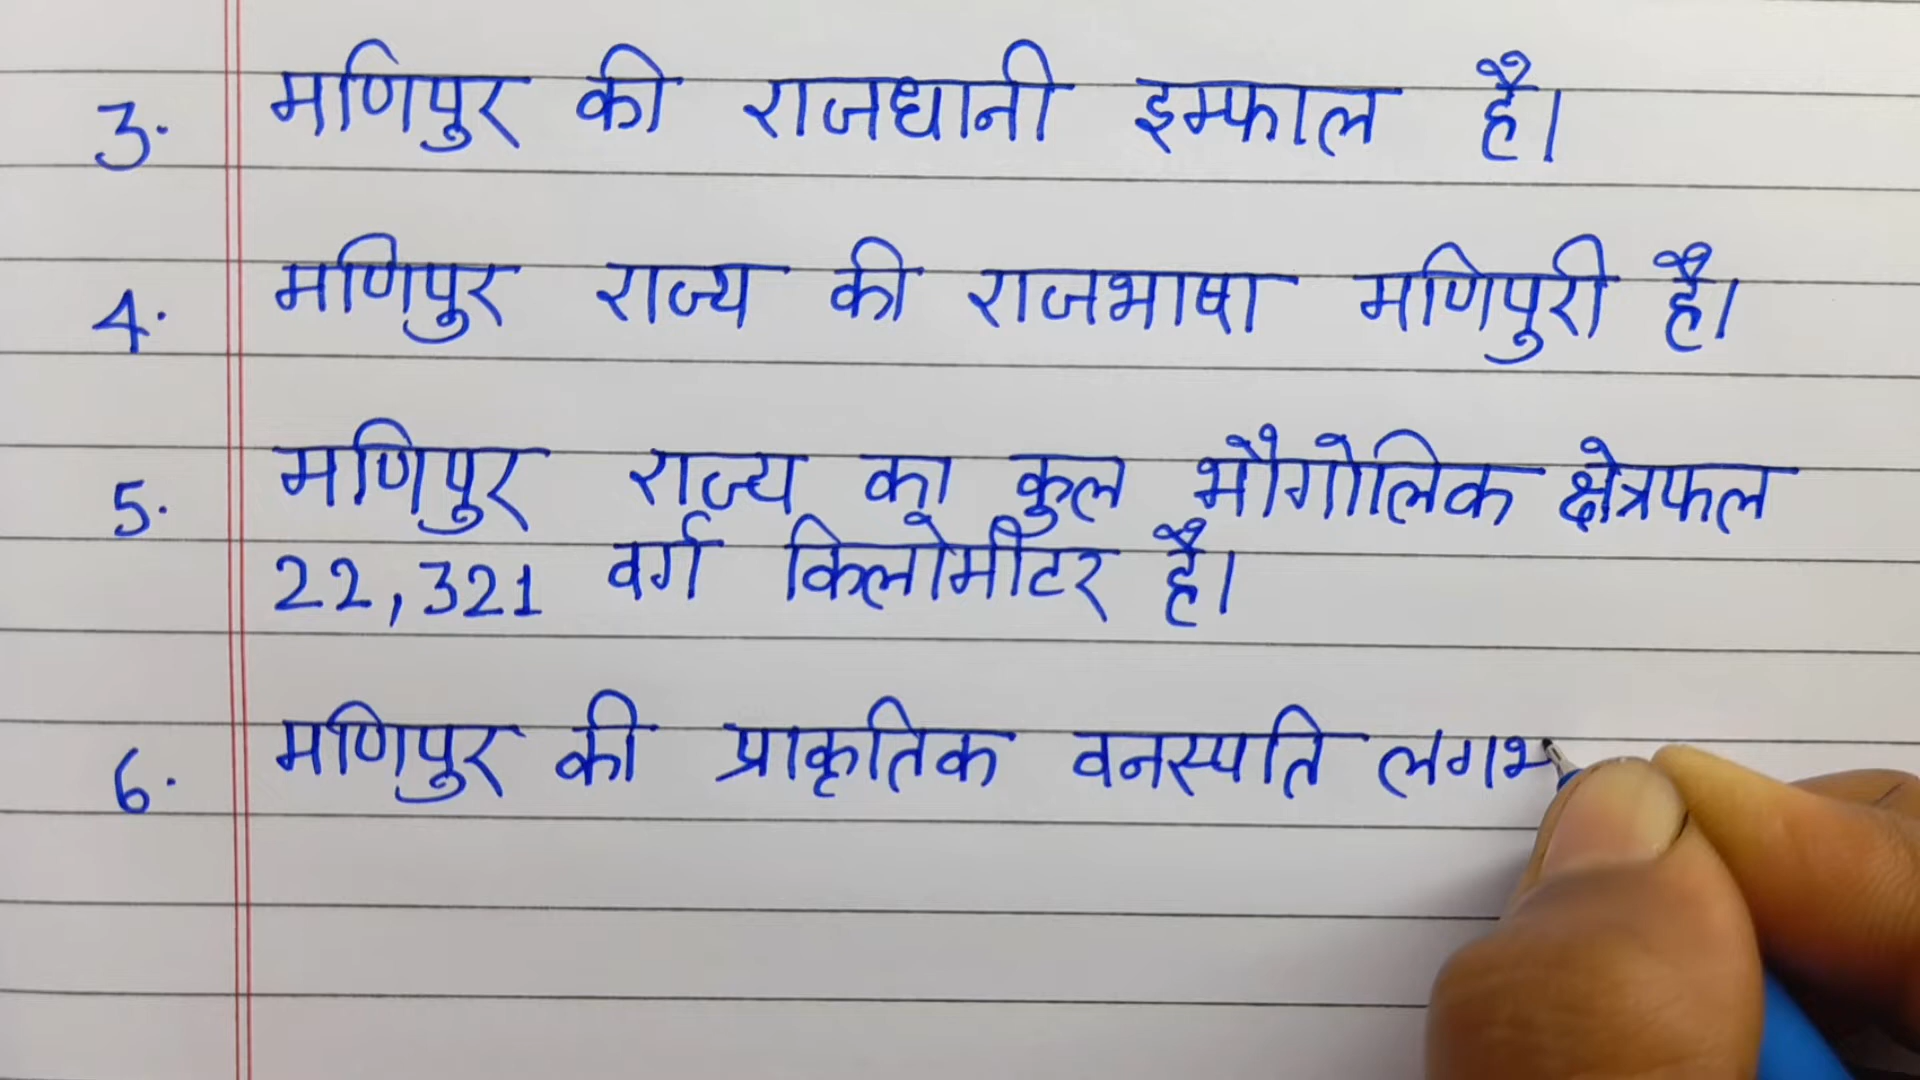 3. मणिपुर की राजधानी इम्फाल है।
4. मणिपुर राज्य की राजभाषा मणिपुरी है।
5. मणिपुर राज्य का कुल भौगोलिक क्षेत्रफल
22,321 वर्ग किलोमीटर है।
6. मणिपुर की प्राकृतिक वनस्पति लगभ